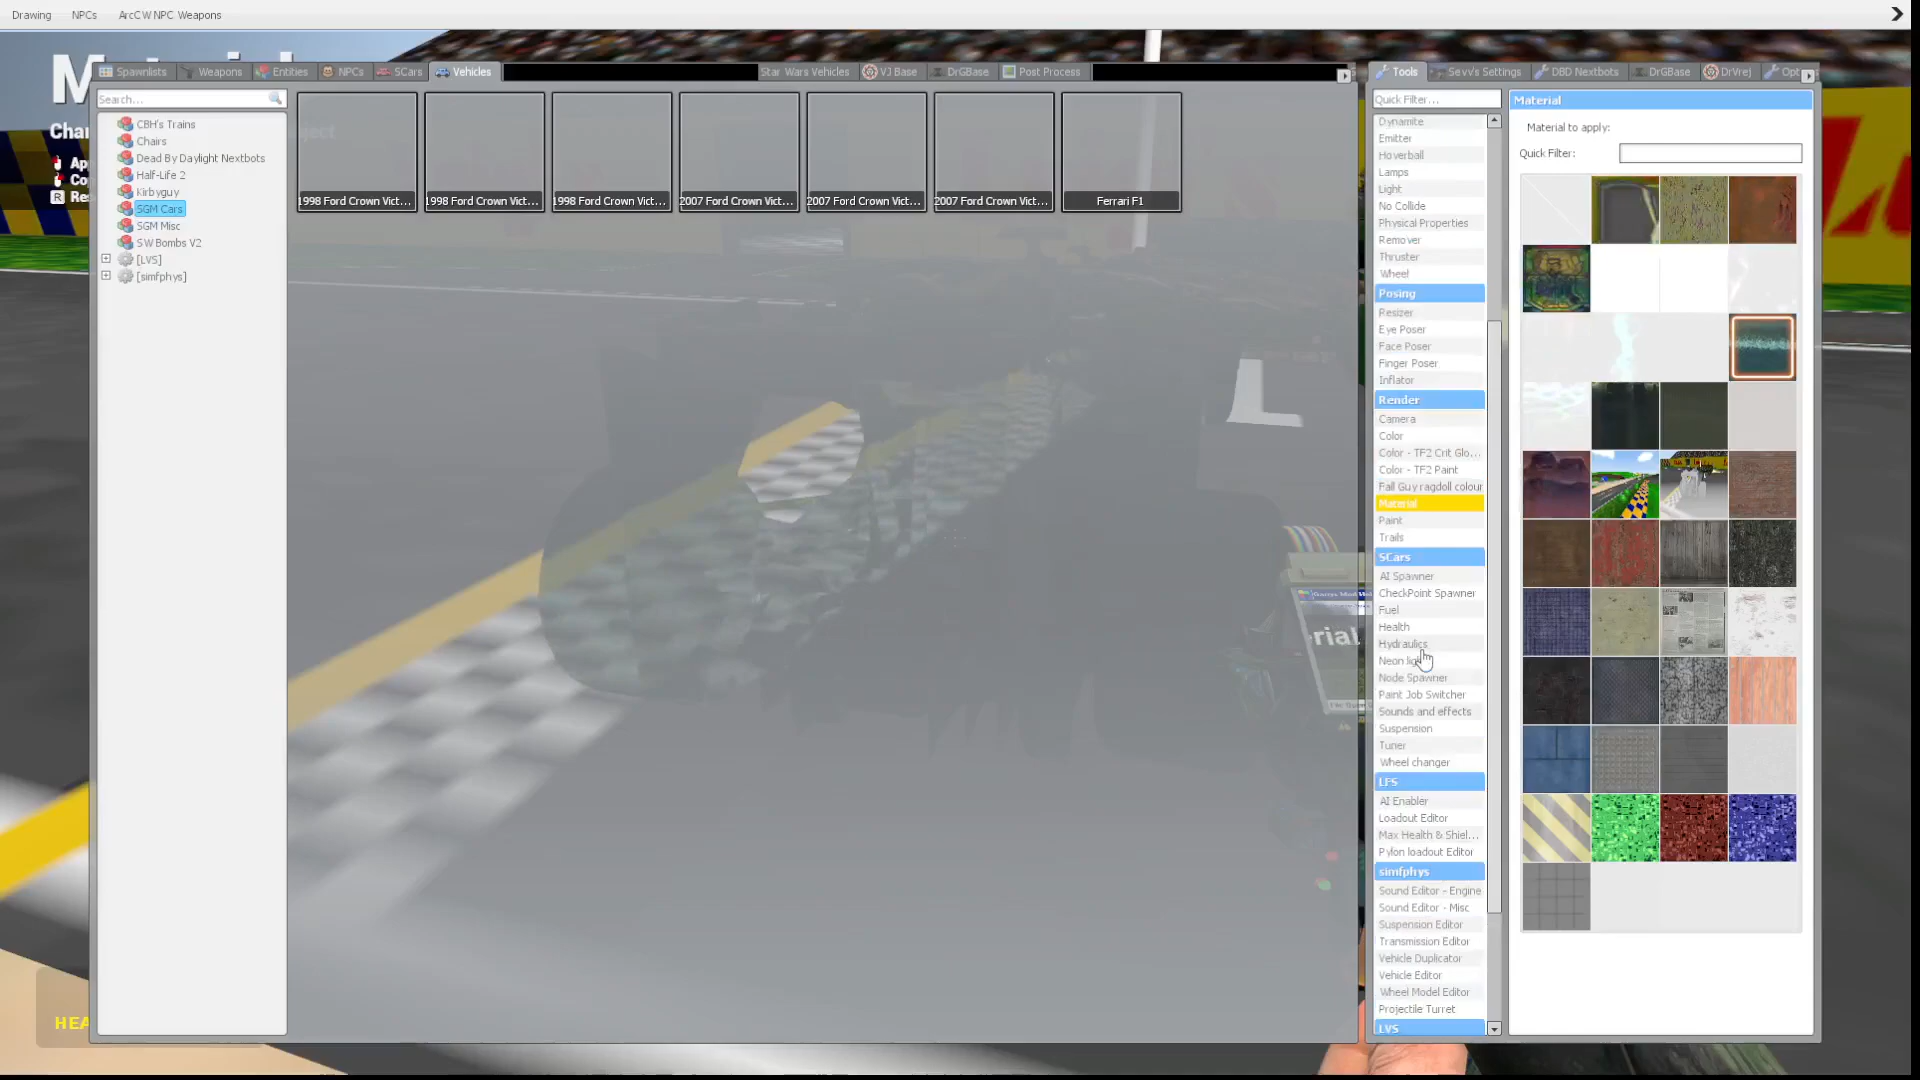 Drawing NPCs ArcCW NPC Weapons
Spawnlists Weapons Entities NPCs SCars Vehicles Star Wars Vehicles VJ Base DrGBase Post Process
Search...
CBH's Trains
Chairs
Dead By Daylight Nextbots
Half-Life 2
Kirbyguy
SGM Cars
SGM Misc
SW Bombs V2
[LVS]
[simfphys]
1998 Ford Crown Vict... 1998 Ford Crown Vict... 1998 Ford Crown Vict... 2007 Ford Crown Vict... 2007 Ford Crown Vict... 2007 Ford Crown Vict... Ferrari F1
R
HEA
Tools Sevv's Settings DBD Nextbots DrGBase DrVrej Opt
Quick Filter...
Dynamite
Emitter
Hoverball
Lamps
Light
No Collide
Physical Properties
Remover
Thruster
Wheel
Posing
Resizer
Eye Poser
Face Poser
Finger Poser
Inflator
Render
Camera
Color
Color - TF2 Crit Glo...
Color - TF2 Paint
Fall Guy ragdoll colour
Material
Paint
Trails
SCars
AI Spawner
CheckPoint Spawner
Fuel
Health
Hydraulics
Neon
Node Spawner
Paint Job Switcher
Sounds and effects
Suspension
Tuner
Wheel changer
LFS
AI Enabler
Loadout Editor
Max Health & Shiel...
Pylon loadout Editor
simfphys
Sound Editor - Engine
Sound Editor - Misc
Suspension Editor
Transmission Editor
Vehicle Duplicator
Vehicle Editor
Wheel Model Editor
Projectile Turret
LVS
Material
Material to apply:
Quick Filter:
rial